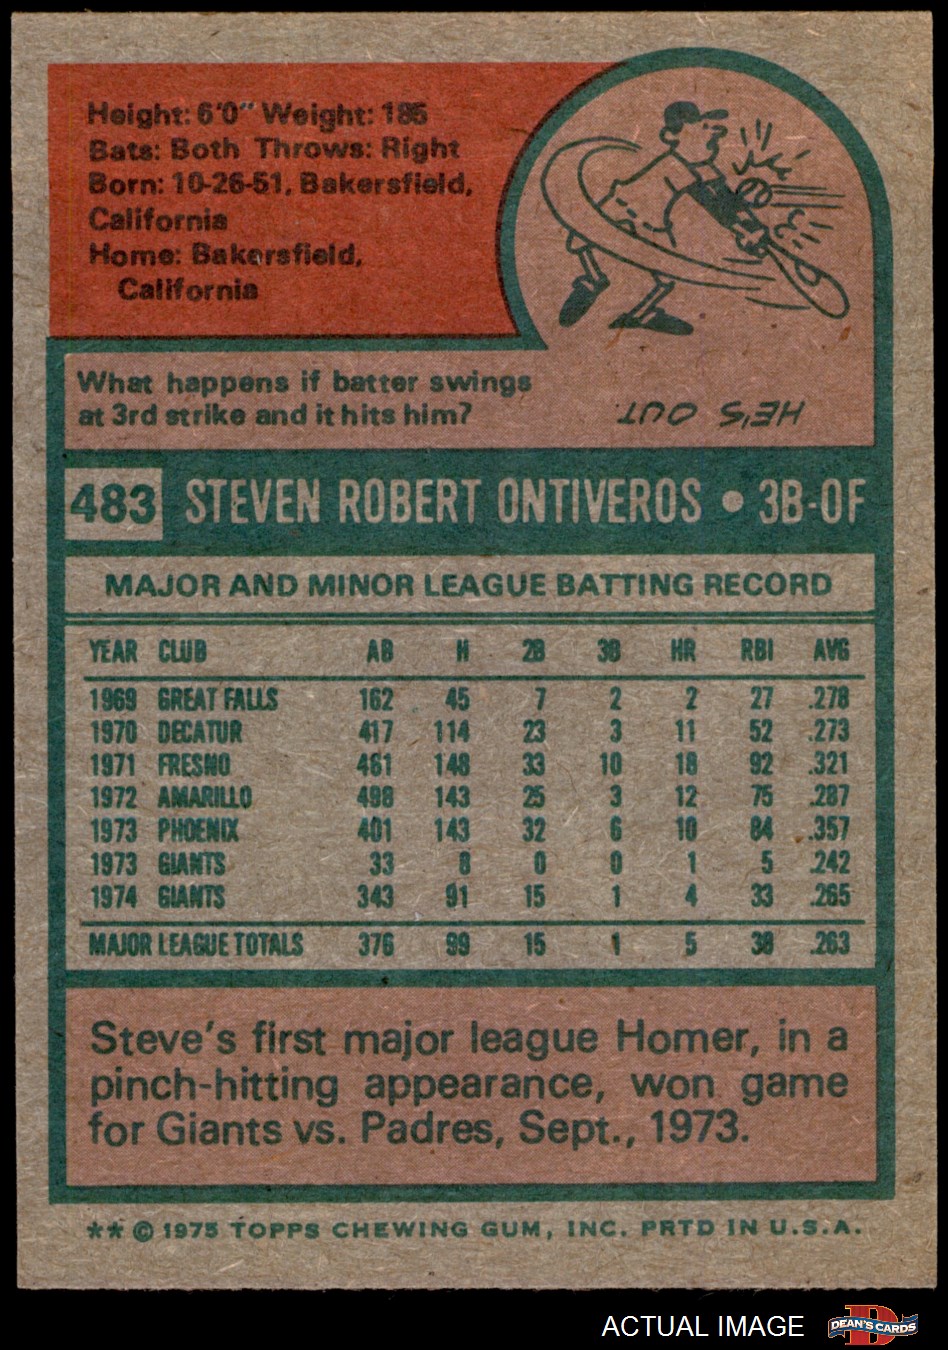 Height: 6'0" Weight: 185
Bats: Both Throws: Right
Born: 10-26-51, Bakersfield,
California
Home: Bakersfield,
California
What happens if batter swings
at 3rd strike and it hits him?
HE'S OUT
483 STEVEN ROBERT ONTIVEROS • 3B-OF
MAJOR AND MINOR LEAGUE BATTING RECORD
YEAR CLUB AB H 2B 3B HR RBI AVG
1969 GREAT FALLS 162 45 7 2 2 27 .278
1970 DECATUR 417 114 23 3 11 52 .273
1971 FRESNO 461 148 33 10 18 92 .321
1972 AMARILLO 498 143 25 3 12 75 .287
1973 PHOENIX 401 143 32 6 10 84 .357
1973 GIANTS 33 8 0 0 1 5 .242
1974 GIANTS 343 91 15 1 4 33 .265
MAJOR LEAGUE TOTALS 376 99 15 1 5 38 .263
Steve's first major league Homer, in a
pinch-hitting appearance, won game
for Giants vs. Padres, Sept., 1973.
** © 1975 TOPPS CHEWING GUM, INC. PRTD IN U.S.A.
ACTUAL IMAGE
DEAN'S CARDS